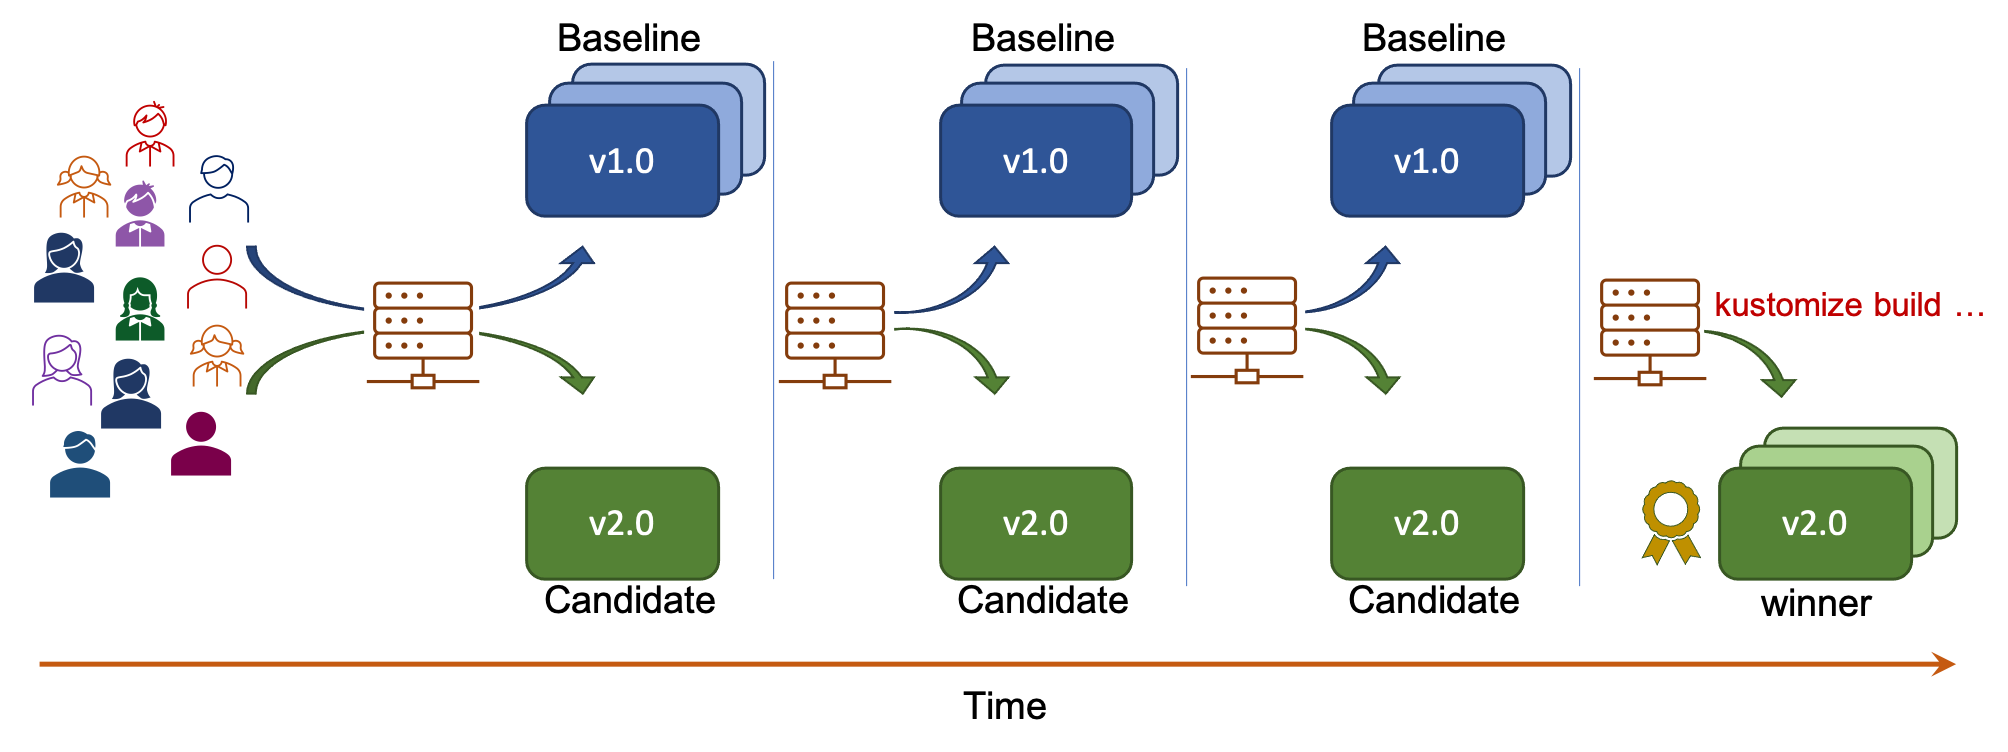 Baseline
Baseline
Baseline
v1.0
v1.0
v1.0
kustomize build ...
v2.0
v2.0
v2.0
v2.0
Candidate
Candidate
Candidate
winner
Time